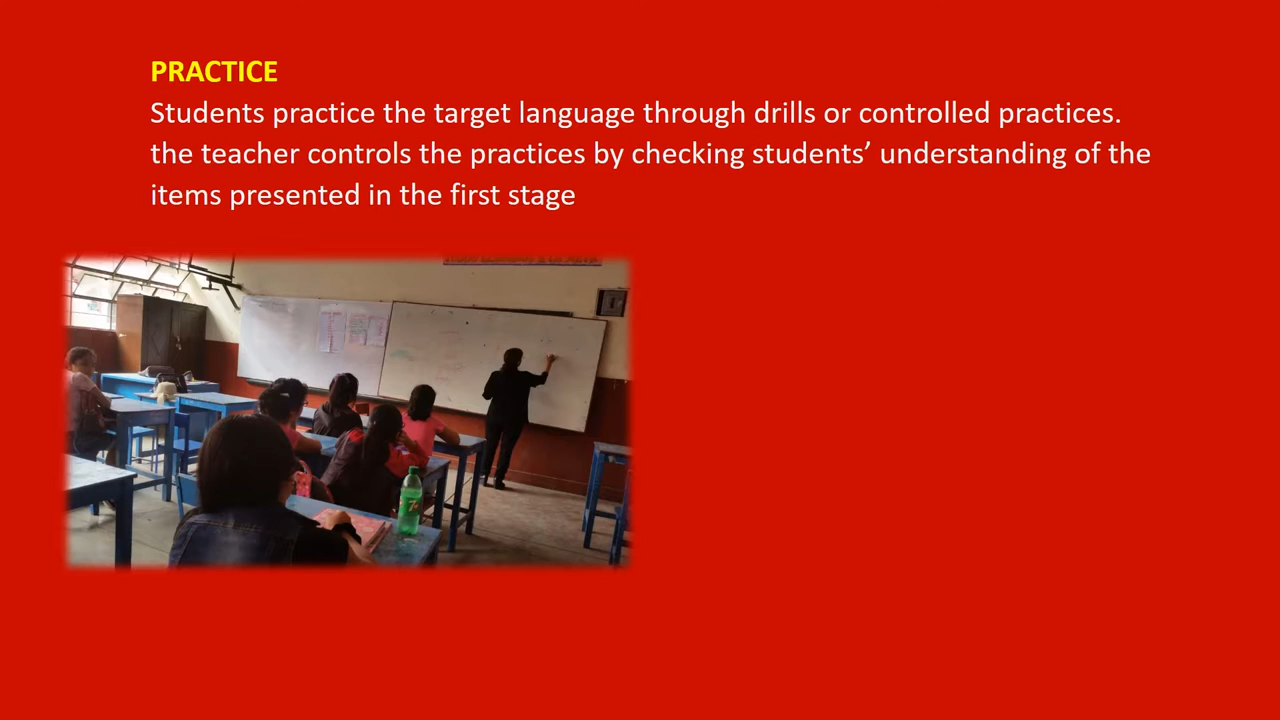 PRACTICE
Students practice the target language through drills or controlled practices.
the teacher controls the practices by checking students’ understanding of the
items presented in the first stage